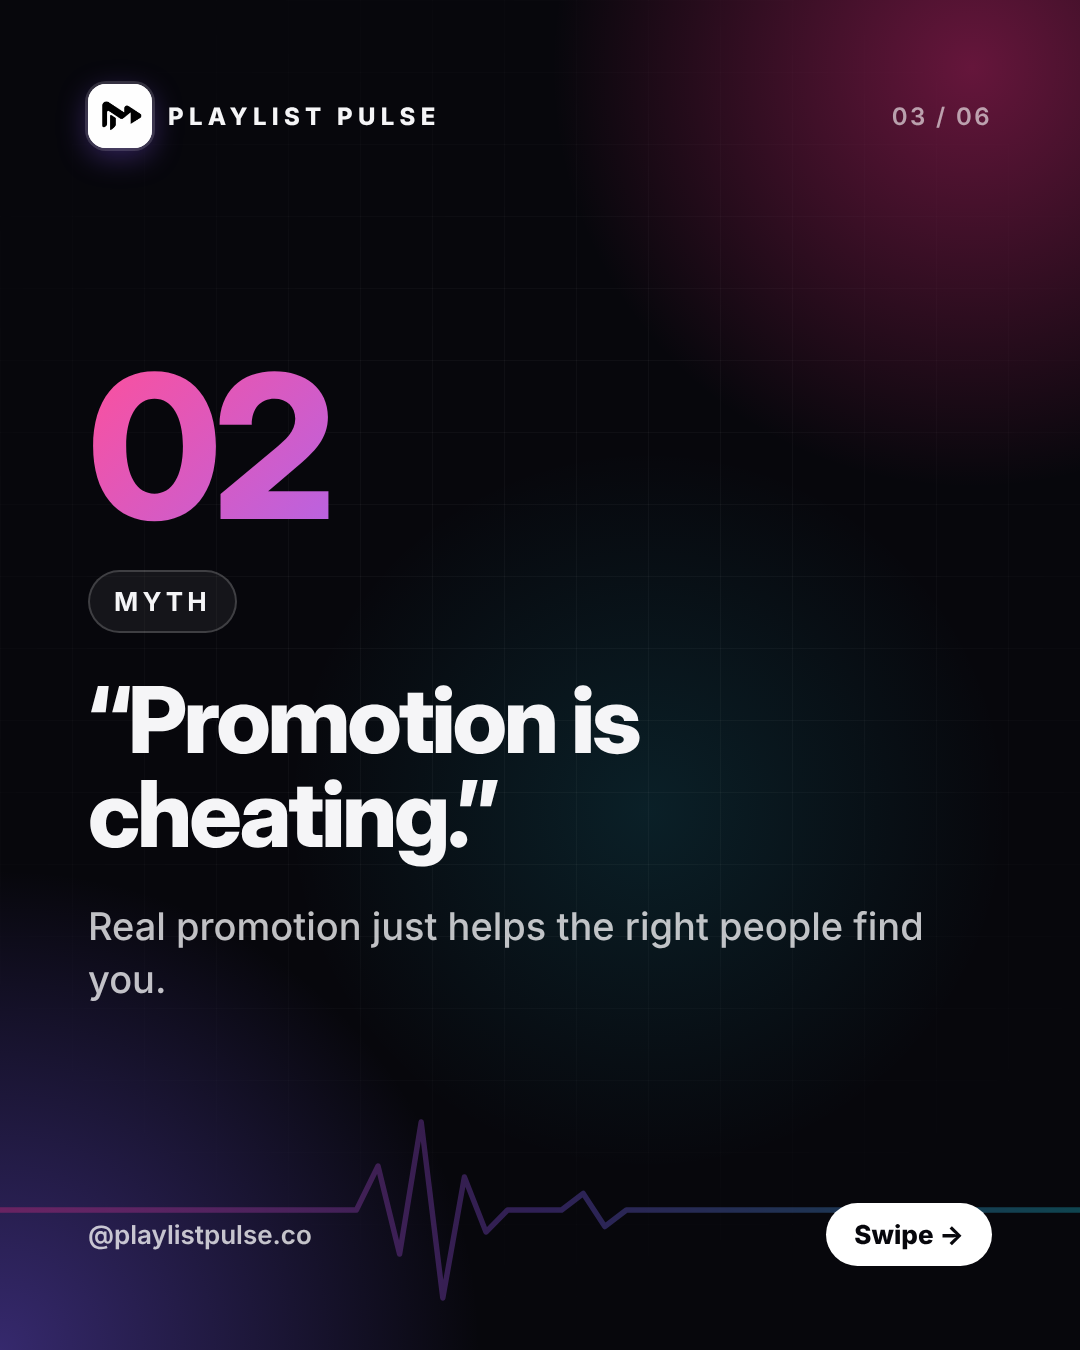 PLAYLIST PULSE
03 / 06
02
MYTH
“Promotion is
cheating.”
Real promotion just helps the right people find
you.
@playlistpulse.co
Swipe →